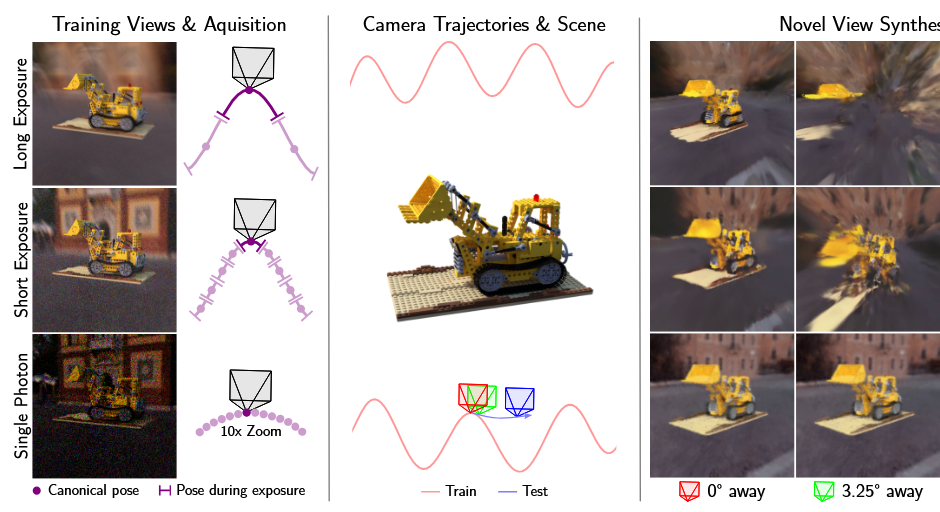 Training Views & Aquisition
Camera Trajectories & Scene
Novel View Synthes
Long Exposure
Short Exposure
Single Photon
10x Zoom
Canonical pose
Pose during exposure
Train
Test
0° away
3.25° away